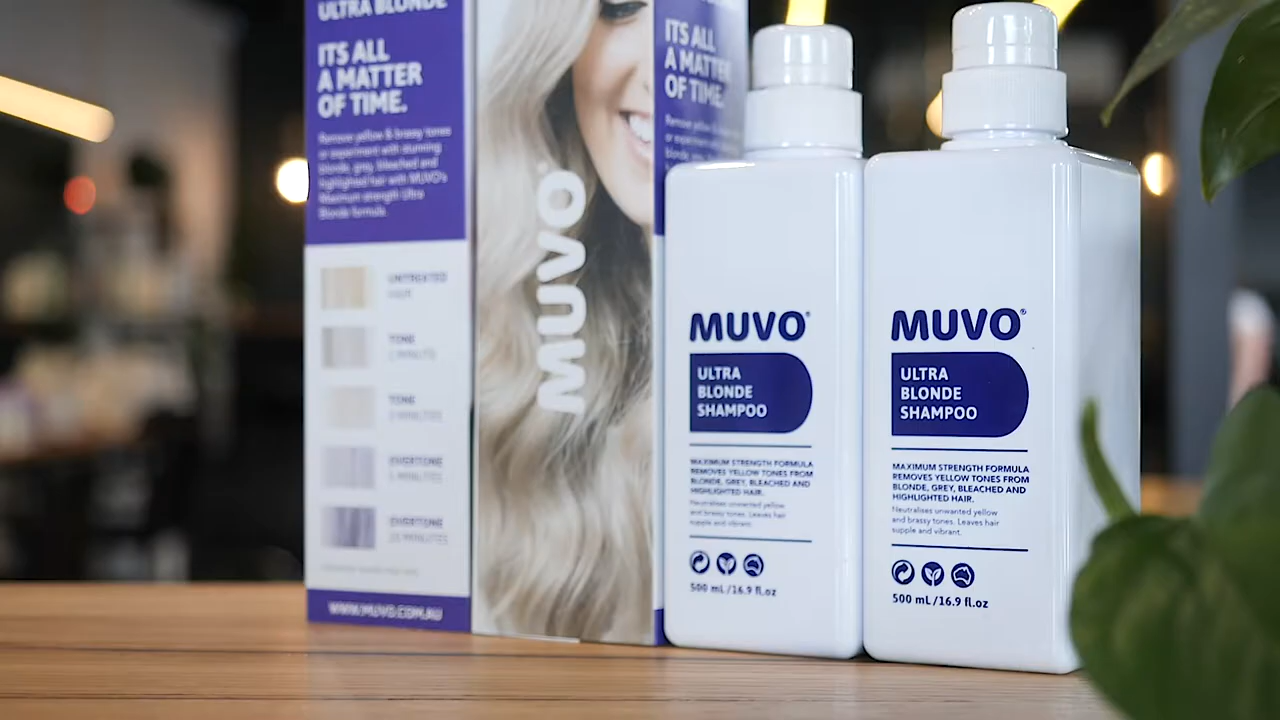 ULTRA BLONDE
ITS ALL
A MATTER
OF TIME.
Remove yellow & brassy tones
or experiment with stunning
blonde, grey, bleached and
highlighted hair with MUVO's
Maximum strength Ultra
Blonde formula.
UNTREATED
HAIR
TONE
TONE
OVERTONE
5 MINUTES
OVERTONE
WWW.MUVO.COM.AU
MUVO
ITS ALL
A MATTER
OF TIME.
Remove yellow
MUVO®
ULTRA
BLONDE
SHAMPOO
MAXIMUM STRENGTH FORMULA
REMOVES YELLOW TONES FROM
BLONDE, GREY, BLEACHED AND
HIGHLIGHTED HAIR.
Neutralises unwanted yellow
and brassy tones. Leaves hair
supple and vibrant.
500 mL/16.9 fl.oz
MUVO®
ULTRA
BLONDE
SHAMPOO
MAXIMUM STRENGTH FORMULA
REMOVES YELLOW TONES FROM
BLONDE, GREY, BLEACHED AND
HIGHLIGHTED HAIR.
Neutralises unwanted yellow
and brassy tones. Leaves hair
supple and vibrant.
500 mL/16.9 fl.oz